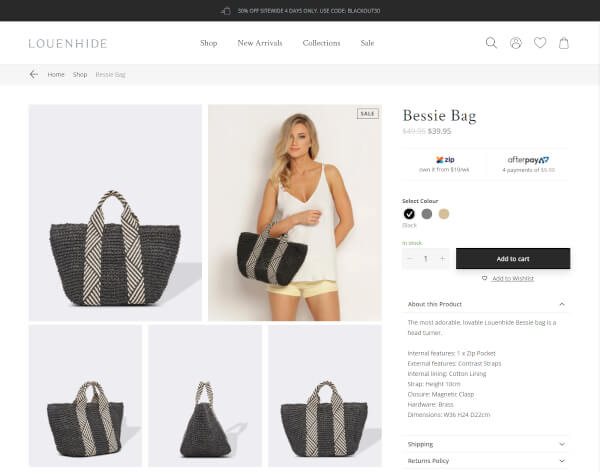 30% OFF SITEWIDE 4 DAYS ONLY. USE CODE: BLACKOUT30
LOUENHIDE
Shop
New Arrivals
Collections
Sale
Home
Shop
Bessie Bag
SALE
Bessie Bag
$49.95 $39.95
zip
own it from $10/wk
afterpay
4 payments of $9.99
Select Colour
Black
In stock
− 1 +
Add to cart
Add to Wishlist
About this Product
The most adorable, lovable Louenhide Bessie bag is a
head turner.
Internal features: 1 x Zip Pocket
External features: Contrast Straps
Internal lining: Cotton Lining
Strap: Height 10cm
Closure: Magnetic Clasp
Hardware: Brass
Dimensions: W36 H24 D22cm
Shipping
Returns Policy